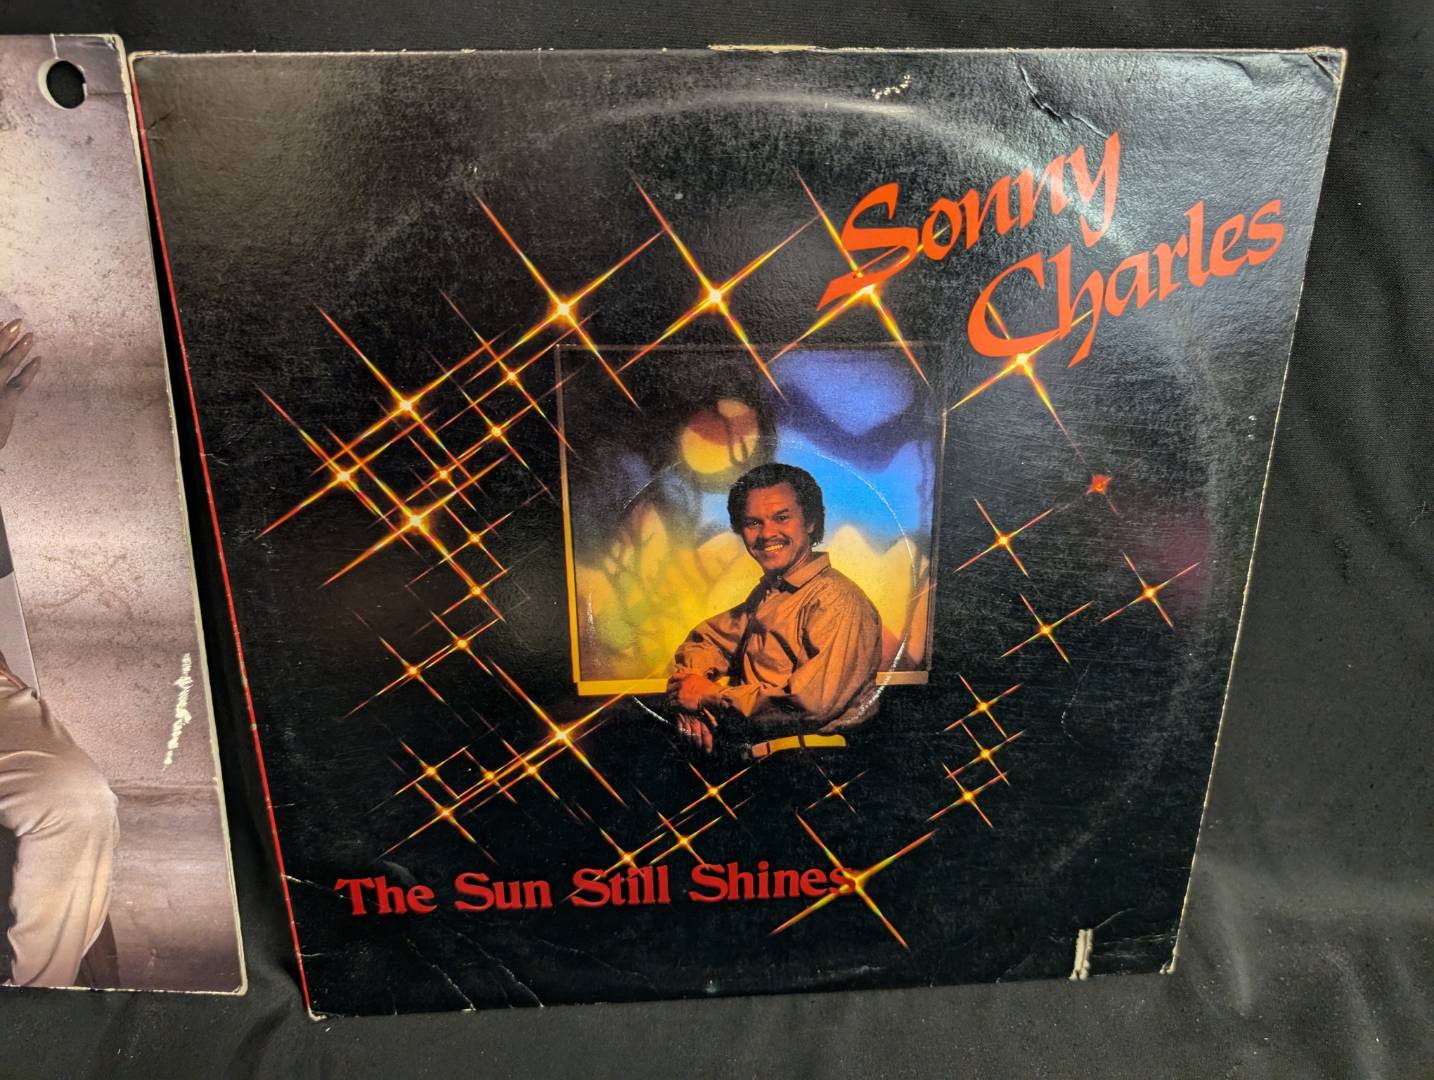 Sonny
Charles
The Sun Still Shines